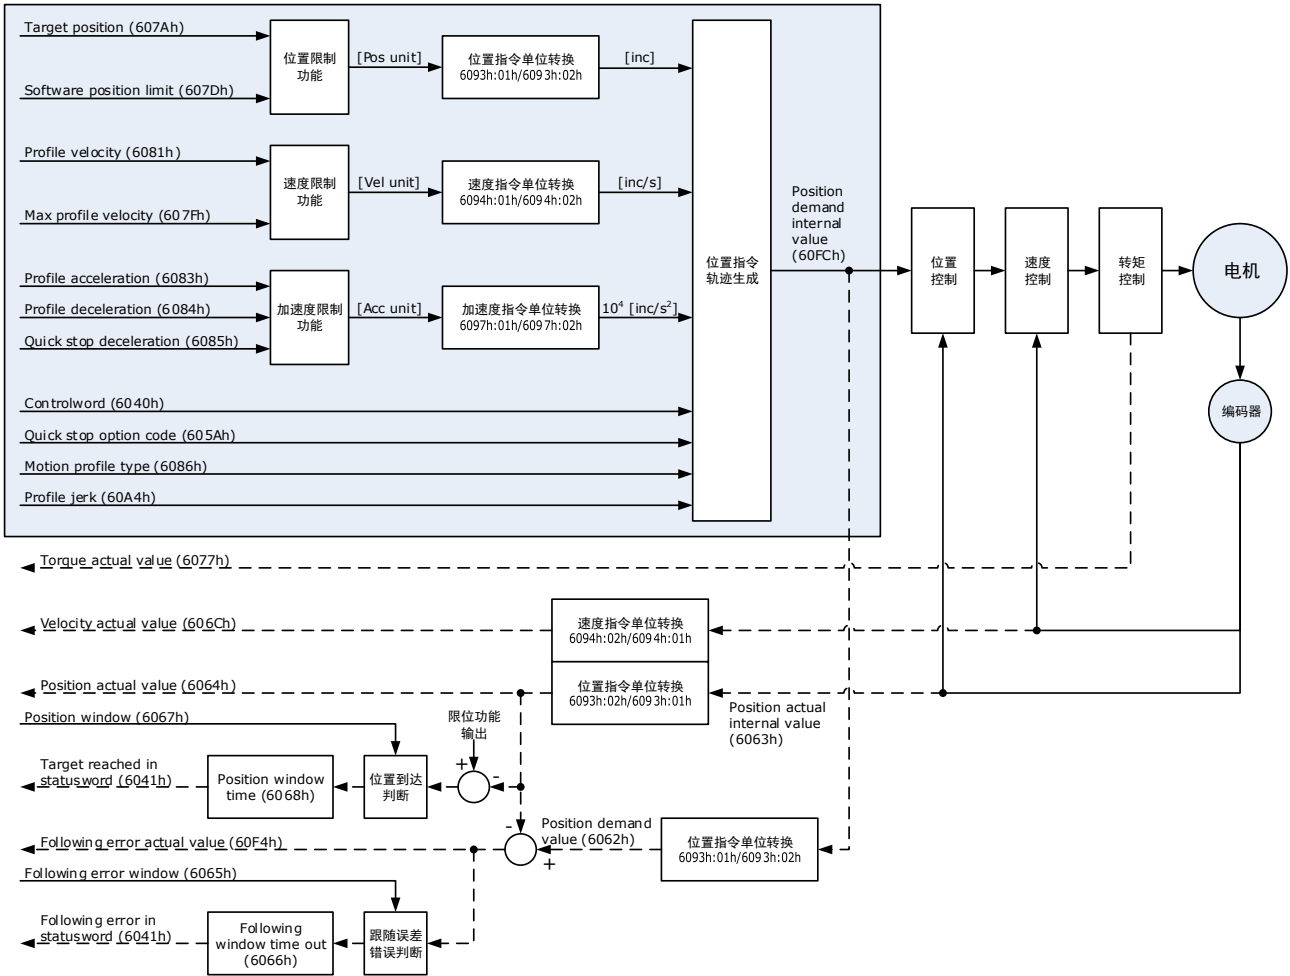 Target position (607Ah)
位置限制
功能
[Pos unit]
位置指令单位转换
6093h:01h/6093h:02h
[inc]
Software position limit (607Dh)
Profile velocity (6081h)
速度限制
功能
[Vel unit]
速度指令单位转换
6094h:01h/6094h:02h
[inc/s]
Max profile velocity (607Fh)
Profile acceleration (6083h)
Profile deceleration (6084h)
Quick stop deceleration (6085h)
加速度限制
功能
[Acc unit]
加速度指令单位转换
6097h:01h/6097h:02h
10⁴ [inc/s²]
Controlword (6040h)
Quick stop option code (605Ah)
Motion profile type (6086h)
Profile jerk (60A4h)
位置指令
轨迹生成
Position
demand
internal
value
(60FCh)
位置
控制
速度
控制
转矩
控制
电机
编码器
Torque actual value (6077h)
Velocity actual value (606Ch)
速度指令单位转换
6094h:02h/6094h:01h
Position actual value (6064h)
位置指令单位转换
6093h:02h/6093h:01h
Position actual
internal value
(6063h)
Position window (6067h)
限位功能
输出
Target reached in
statusword (6041h)
Position window
time (6068h)
位置到达
判断
+
-
Following error actual value (60F4h)
-
+
Position demand
value (6062h)
位置指令单位转换
6093h:01h/6093h:02h
Following error window (6065h)
Following error in
statusword (6041h)
Following
window time out
(6066h)
跟随误差
错误判断